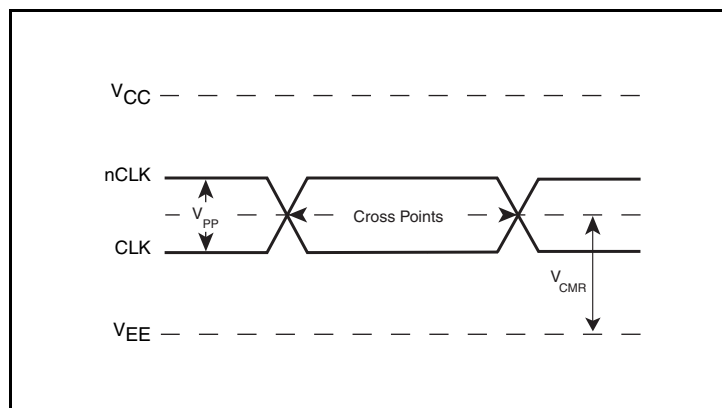 VCC
nCLK
VPP
Cross Points
CLK
VCMR
VEE